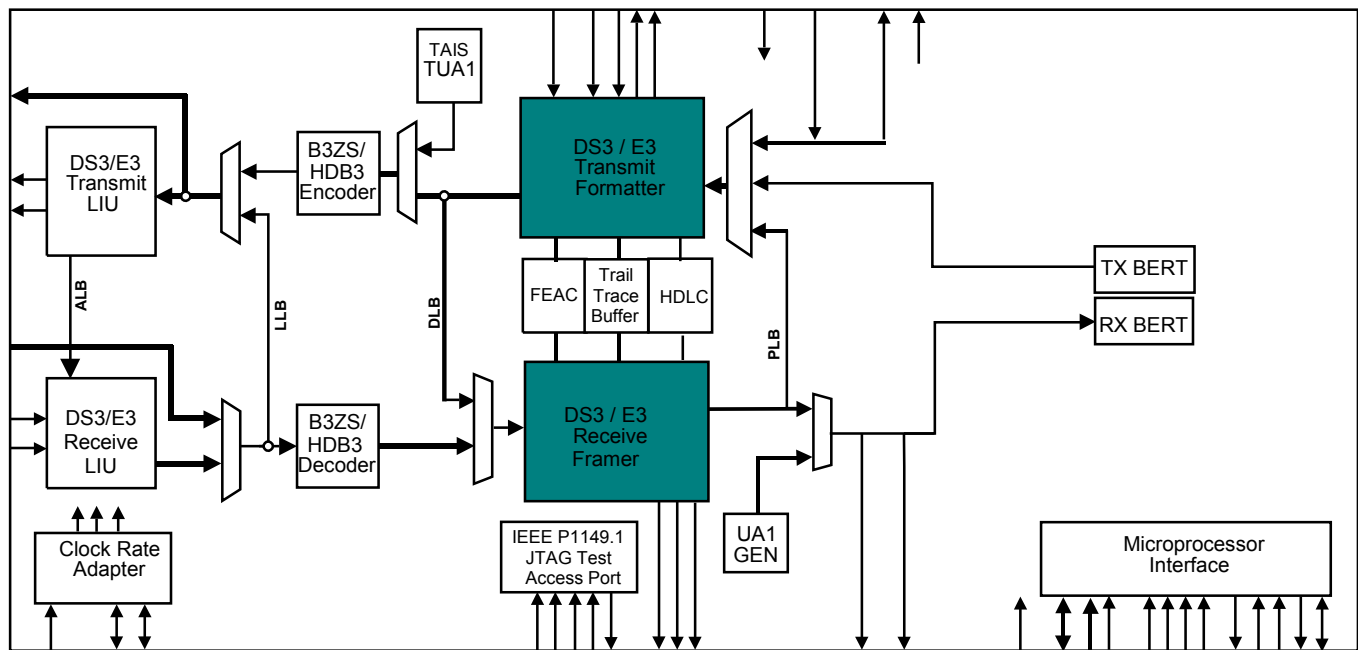 TAIS
TUA1
DS3/E3
Transmit
LIU
B3ZS/
HDB3
Encoder
DS3 / E3
Transmit
Formatter
ALB
LLB
DLB
FEAC
Trail
Trace
Buffer
HDLC
PLB
TX BERT
RX BERT
DS3/E3
Receive
LIU
B3ZS/
HDB3
Decoder
DS3 / E3
Receive
Framer
Clock Rate
Adapter
IEEE P1149.1
JTAG Test
Access Port
UA1
GEN
Microprocessor
Interface